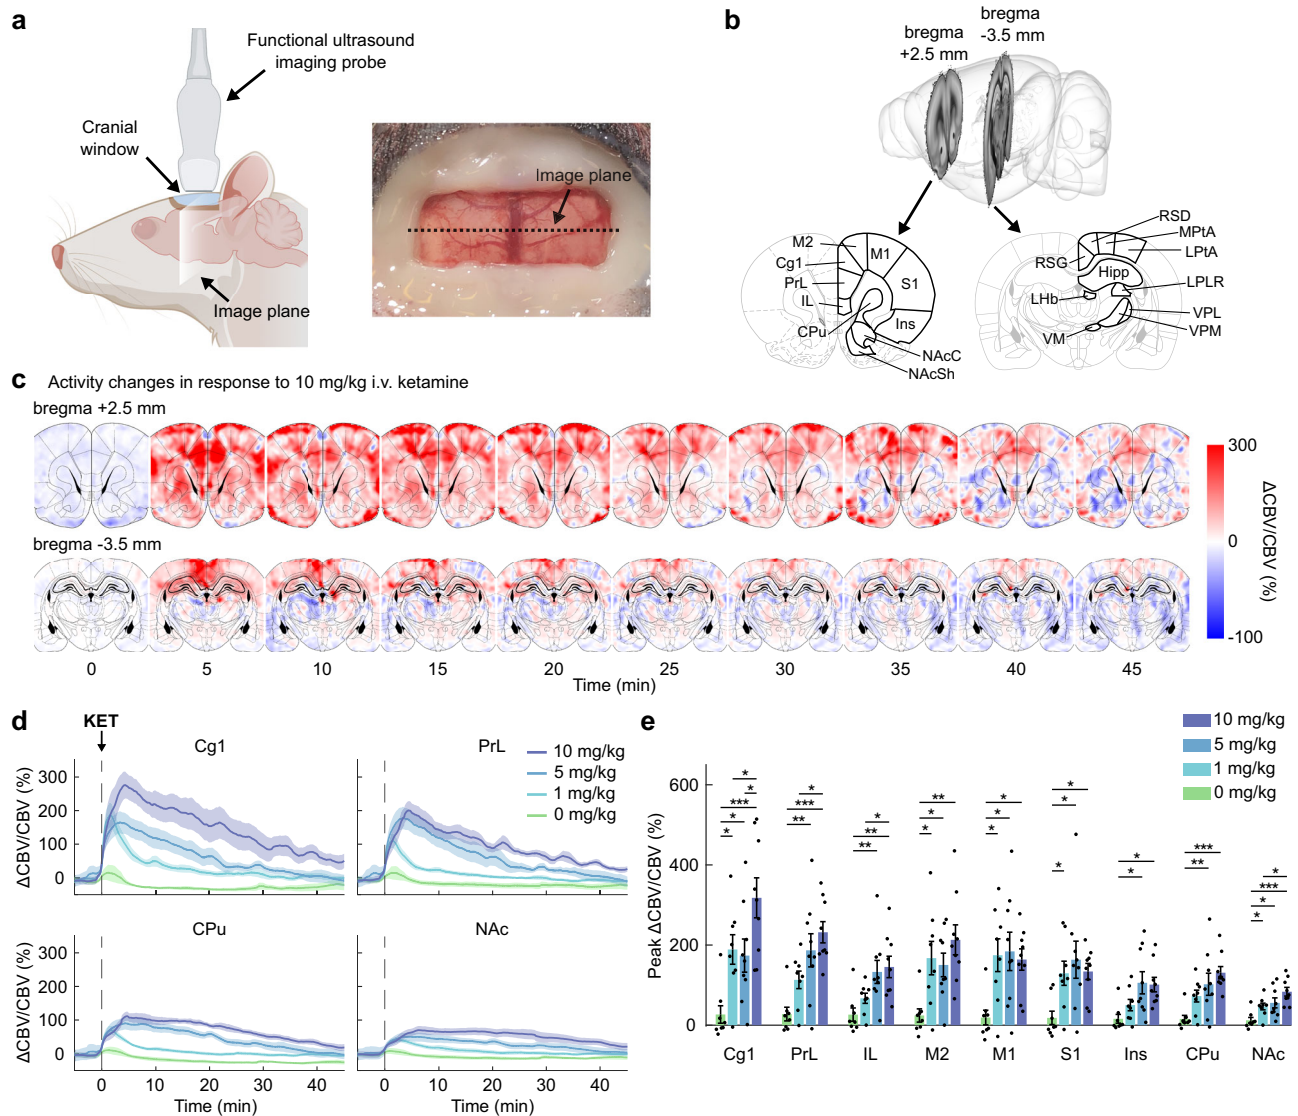 a
Functional ultrasound
imaging probe
Cranial
window
Image plane
Image plane
b
bregma
+2.5 mm
bregma
-3.5 mm
M2
M1
Cg1
PrL
S1
IL
CPu
Ins
NAcC
NAcSh
RSD
MPtA
LPtA
RSG
Hipp
LHb
LPLR
VPL
VPM
VM
c Activity changes in response to 10 mg/kg i.v. ketamine
bregma +2.5 mm
bregma -3.5 mm
0 5 10 15 20 25 30 35 40 45
Time (min)
300
0
-100
ΔCBV/CBV (%)
d
KET
Cg1
PrL
10 mg/kg
5 mg/kg
1 mg/kg
0 mg/kg
300
200
100
0
ΔCBV/CBV (%)
CPu
NAc
300
200
100
0
ΔCBV/CBV (%)
0 10 20 30 40
0 10 20 30 40
Time (min)
Time (min)
e
10 mg/kg
5 mg/kg
1 mg/kg
0 mg/kg
600
400
200
0
Peak ΔCBV/CBV (%)
*
*
***
*
*
*
***
**
*
**
**
**
*
*
*
*
*
*
*
*
*
*
*
***
**
*
***
*
*
Cg1 PrL IL M2 M1 S1 Ins CPu NAc